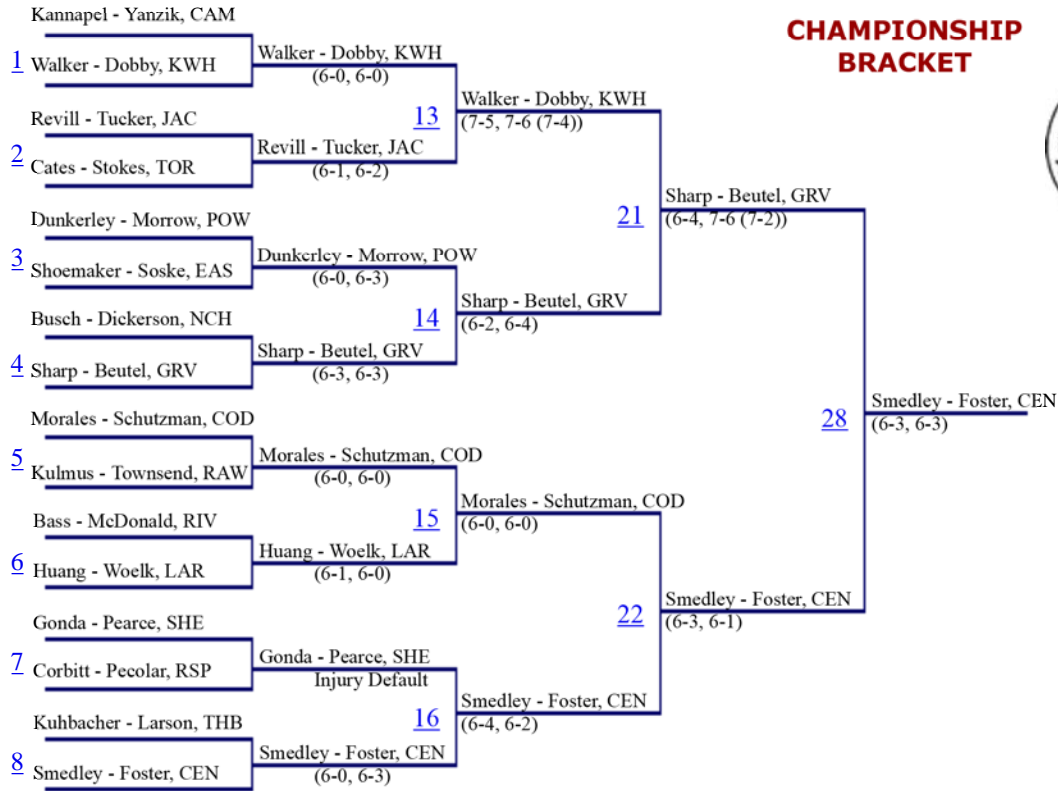 CHAMPIONSHIP
BRACKET
Kannapel - Yanzik, CAM
1
Walker - Dobby, KWH
Revill - Tucker, JAC
2
Cates - Stokes, TOR
Dunkerley - Morrow, POW
3
Shoemaker - Soske, EAS
Busch - Dickerson, NCH
4
Sharp - Beutel, GRV
Morales - Schutzman, COD
5
Kulmus - Townsend, RAW
Bass - McDonald, RIV
6
Huang - Woelk, LAR
Gonda - Pearce, SHE
7
Corbitt - Pecolar, RSP
Kuhbacher - Larson, THB
8
Smedley - Foster, CEN
Walker - Dobby, KWH
(6-0, 6-0)
13
Revill - Tucker, JAC
(6-1, 6-2)
Dunkerley - Morrow, POW
(6-0, 6-3)
14
Sharp - Beutel, GRV
(6-3, 6-3)
Morales - Schutzman, COD
(6-0, 6-0)
15
Huang - Woelk, LAR
(6-1, 6-0)
Gonda - Pearce, SHE
Injury Default
16
Smedley - Foster, CEN
(6-0, 6-3)
Walker - Dobby, KWH
(7-5, 7-6 (7-4))
21
Sharp - Beutel, GRV
(6-2, 6-4)
Morales - Schutzman, COD
(6-0, 6-0)
22
Smedley - Foster, CEN
(6-4, 6-2)
Sharp - Beutel, GRV
(6-4, 7-6 (7-2))
28
Smedley - Foster, CEN
(6-3, 6-1)
Smedley - Foster, CEN
(6-3, 6-3)